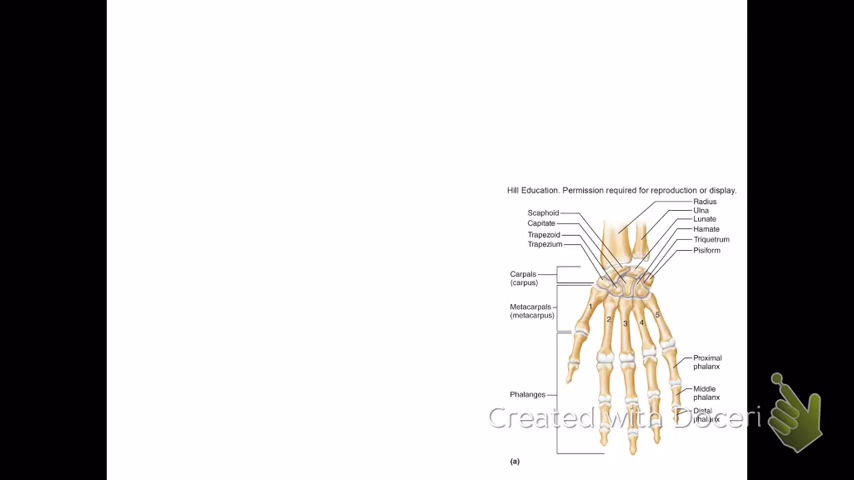 Hill Education. Permission required for reproduction or display.
Radius
Ulna
Lunate
Hamate
Triquetrum
Pisiform
Scaphoid
Capitate
Trapezoid
Trapezium
Carpals
(carpus)
Metacarpals
(metacarpus)
1
2
3
4
5
Phalanges
Proximal
phalanx
Middle
phalanx
Distal
phalanx
Created with Doceri
(a)